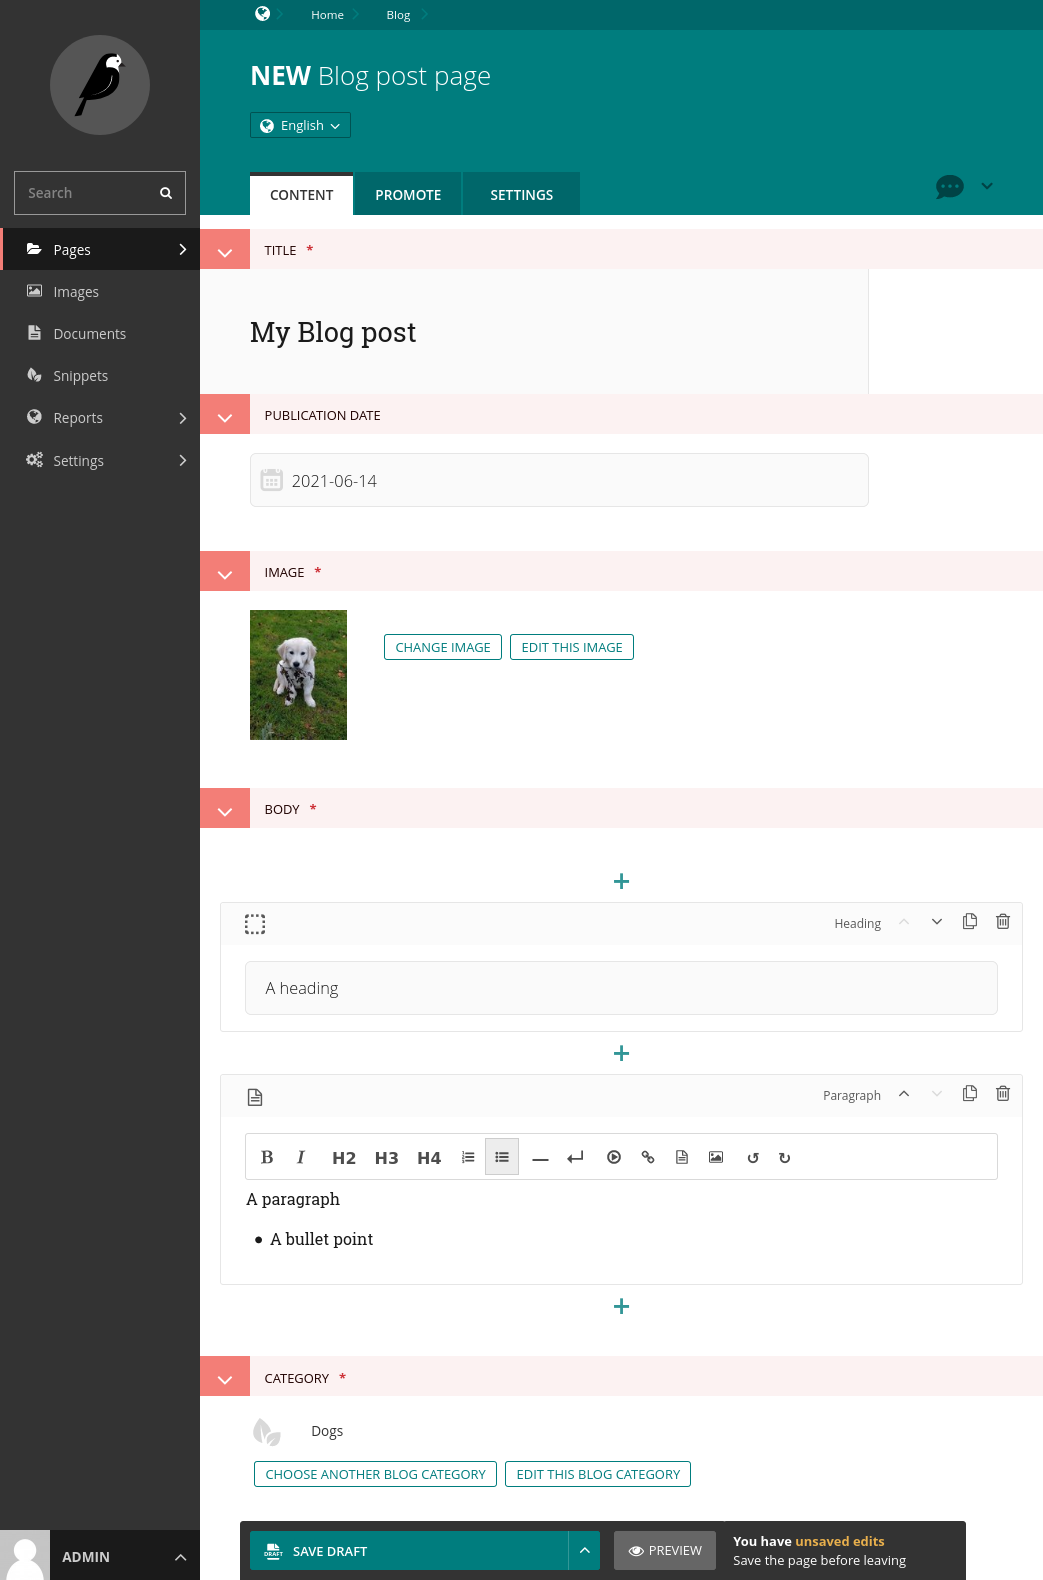 Home
Blog
NEW Blog post page
English
CONTENT
PROMOTE
SETTINGS
Search
Pages
Images
Documents
Snippets
Reports
Settings
TITLE *
My Blog post
PUBLICATION DATE
2021-06-14
IMAGE *
CHANGE IMAGE
EDIT THIS IMAGE
BODY *
+
Heading
A heading
+
Paragraph
B I H2 H3 H4
A paragraph
• A bullet point
+
CATEGORY *
Dogs
CHOOSE ANOTHER BLOG CATEGORY
EDIT THIS BLOG CATEGORY
ADMIN
DRAFT
SAVE DRAFT
PREVIEW
You have unsaved edits
Save the page before leaving